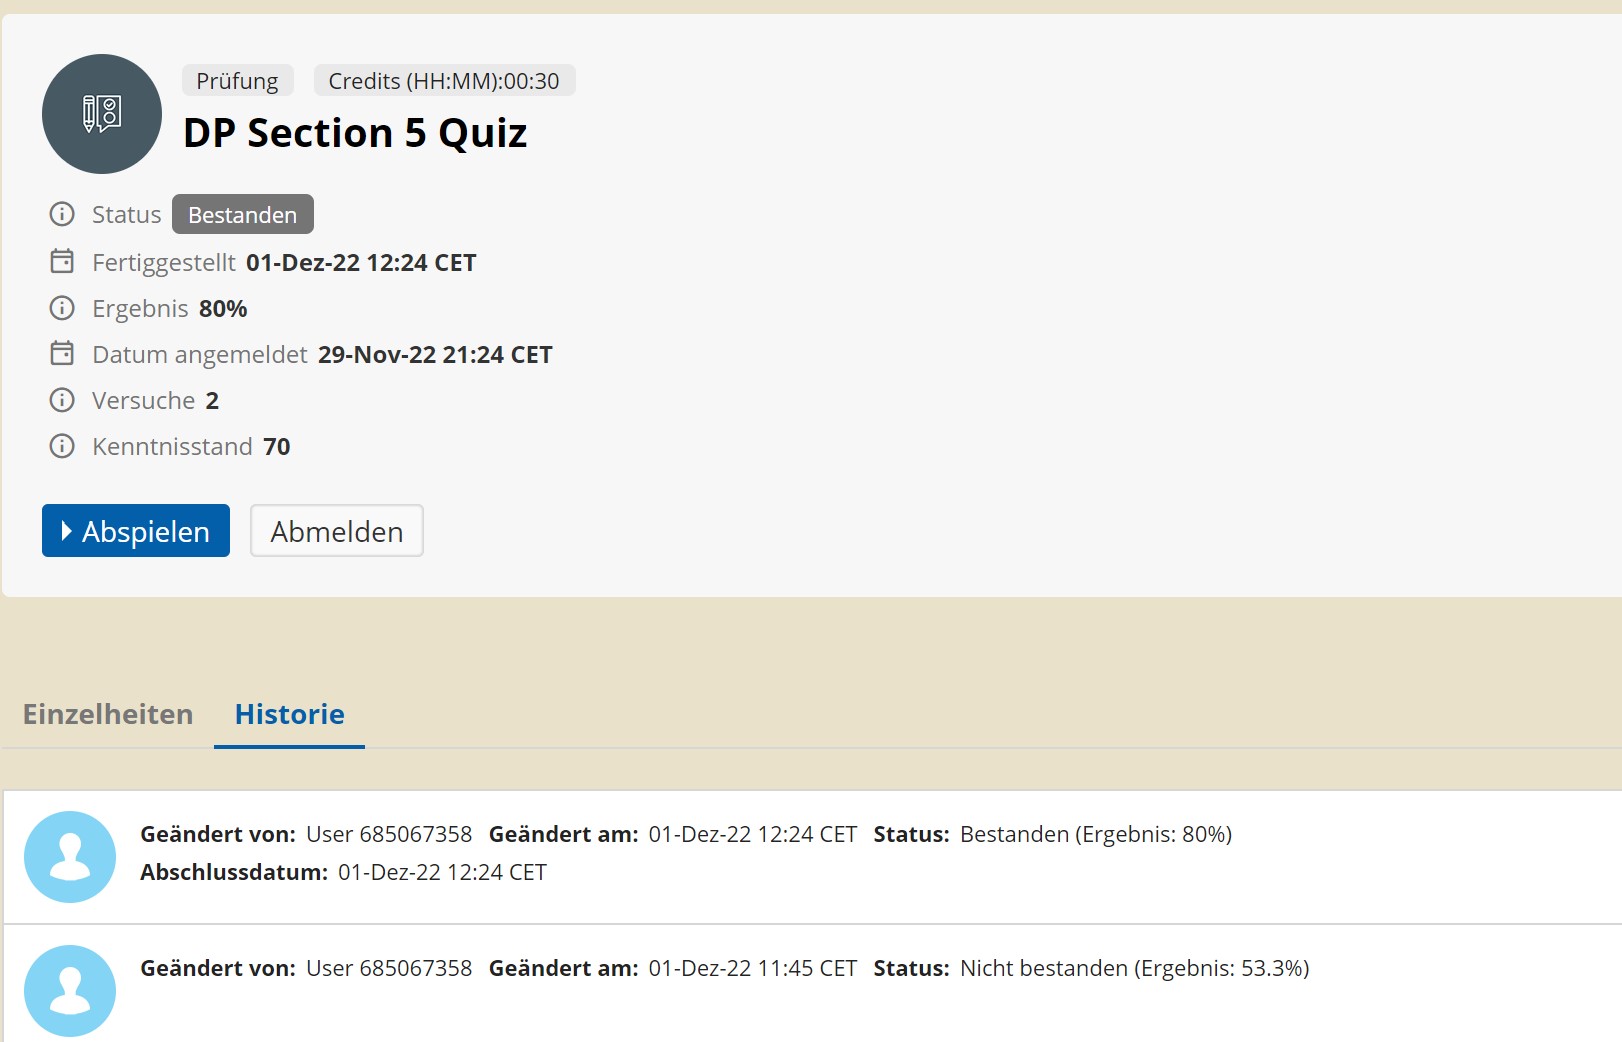 Prüfung Credits (HH:MM):00:30
DP Section 5 Quiz
Status Bestanden
Fertiggestellt 01-Dez-22 12:24 CET
Ergebnis 80%
Datum angemeldet 29-Nov-22 21:24 CET
Versuche 2
Kenntnisstand 70
Abspielen Abmelden
Einzelheiten Historie
Geändert von: User 685067358 Geändert am: 01-Dez-22 12:24 CET Status: Bestanden (Ergebnis: 80%)
Abschlussdatum: 01-Dez-22 12:24 CET
Geändert von: User 685067358 Geändert am: 01-Dez-22 11:45 CET Status: Nicht bestanden (Ergebnis: 53.3%)